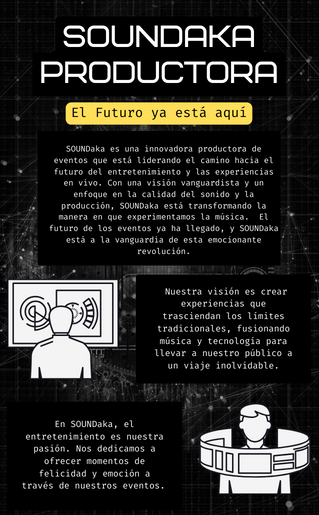 SOUNDAKA
PRODUCTORA
El Futuro ya está aquí
SOUNDaka es una innovadora productora de
eventos que está liderando el camino hacia el
futuro del entretenimiento y las experiencias
en vivo. Con una visión vanguardista y un
enfoque en la calidad del sonido y la
producción, SOUNDaka está transformando la
manera en que experimentamos la música. El
futuro de los eventos ya ha llegado, y SOUNDaka
está a la vanguardia de esta emocionante
revolución.
Nuestra visión es crear
experiencias que
trasciendan los límites
tradicionales, fusionando
música y tecnología para
llevar a nuestro público a
un viaje inolvidable.
En SOUNDaka, el
entretenimiento es nuestra
pasión. Nos dedicamos a
ofrecer momentos de
felicidad y emoción a
través de nuestros eventos.